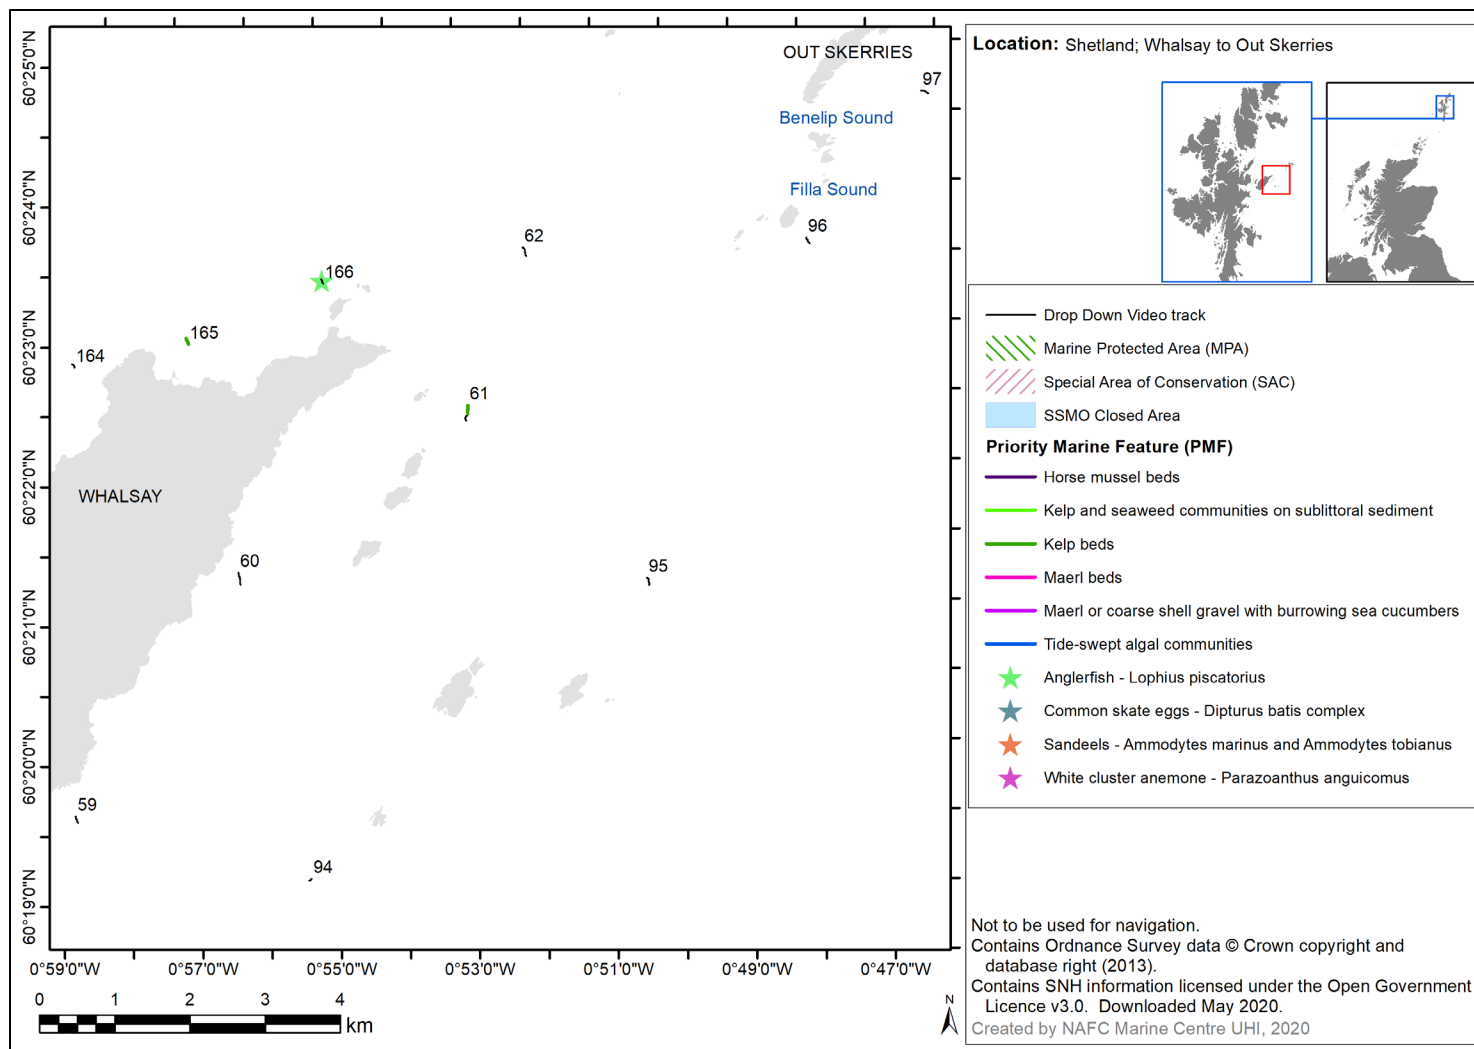 OUT SKERRIES
97
Benelip Sound
Filla Sound
96
62
166
165
164
61
WHALSAY
60
95
59
94
60°25'0"N
60°24'0"N
60°23'0"N
60°22'0"N
60°21'0"N
60°20'0"N
60°19'0"N
0°59'0"W 0°57'0"W 0°55'0"W 0°53'0"W 0°51'0"W 0°49'0"W 0°47'0"W
0 1 2 3 4
km
N
Location: Shetland; Whalsay to Out Skerries
Drop Down Video track
Marine Protected Area (MPA)
Special Area of Conservation (SAC)
SSMO Closed Area
Priority Marine Feature (PMF)
Horse mussel beds
Kelp and seaweed communities on sublittoral sediment
Kelp beds
Maerl beds
Maerl or coarse shell gravel with burrowing sea cucumbers
Tide-swept algal communities
Anglerfish - Lophius piscatorius
Common skate eggs - Dipturus batis complex
Sandeels - Ammodytes marinus and Ammodytes tobianus
White cluster anemone - Parazoanthus anguicomus
Not to be used for navigation.
Contains Ordnance Survey data © Crown copyright and
database right (2013).
Contains SNH information licensed under the Open Government
Licence v3.0. Downloaded May 2020.
Created by NAFC Marine Centre UHI, 2020